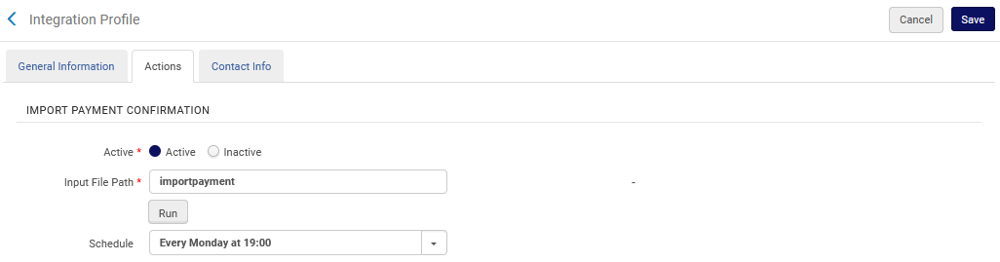 Integration Profile
Cancel
Save
General Information
Actions
Contact Info
IMPORT PAYMENT CONFIRMATION
Active * Active Inactive
Input File Path * importpayment -
Run
Schedule Every Monday at 19:00